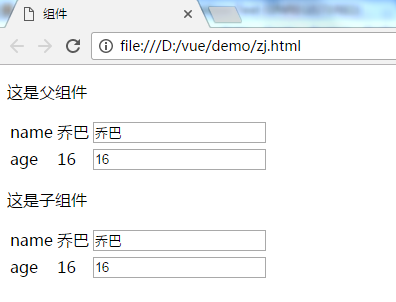 组件
file:///D:/vue/demo/zj.html
这是父组件
name 乔巴 乔巴
age 16 16
这是子组件
name 乔巴 乔巴
age 16 16